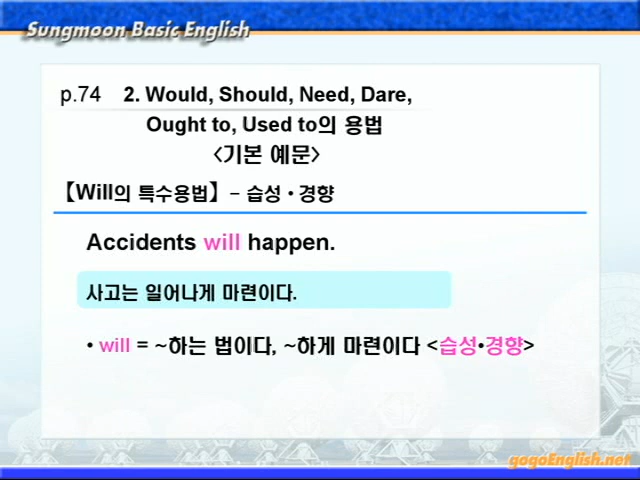 Sungmoon Basic English
p.74 2. Would, Should, Need, Dare,
Ought to, Used to의 용법
<기본 예문>
【Will의 특수용법】 – 습성·경향
Accidents will happen.
사고는 일어나게 마련이다.
• will = ~하는 법이다, ~하게 마련이다 <습성•경향>
gogoEnglish.net